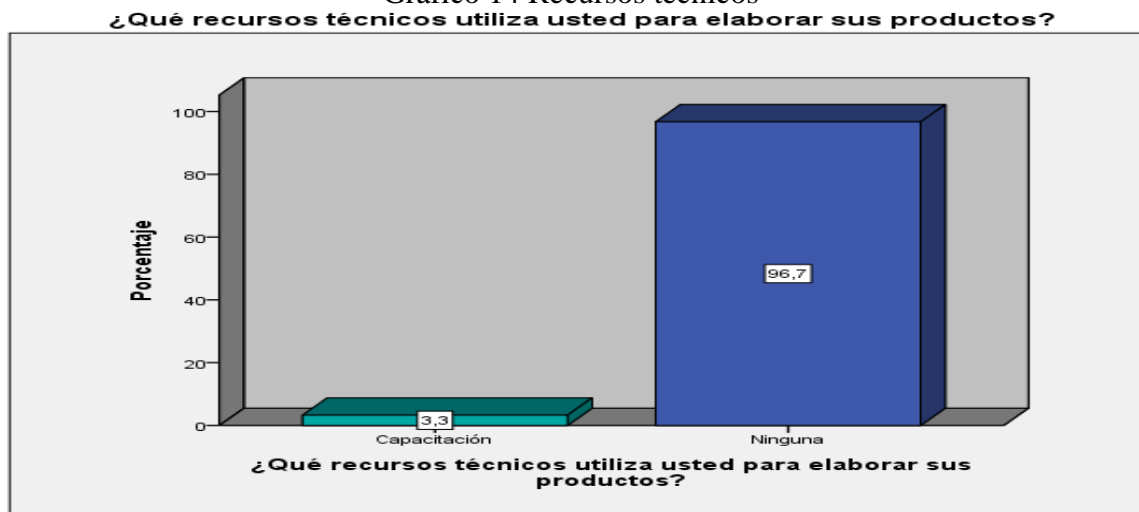 Gráfico 14 Recursos técnicos
¿Qué recursos técnicos utiliza usted para elaborar sus productos?
100
80
60
40
20
0
Porcentaje
96,7
3,3
Capacitación
Ninguna
¿Qué recursos técnicos utiliza usted para elaborar sus
productos?